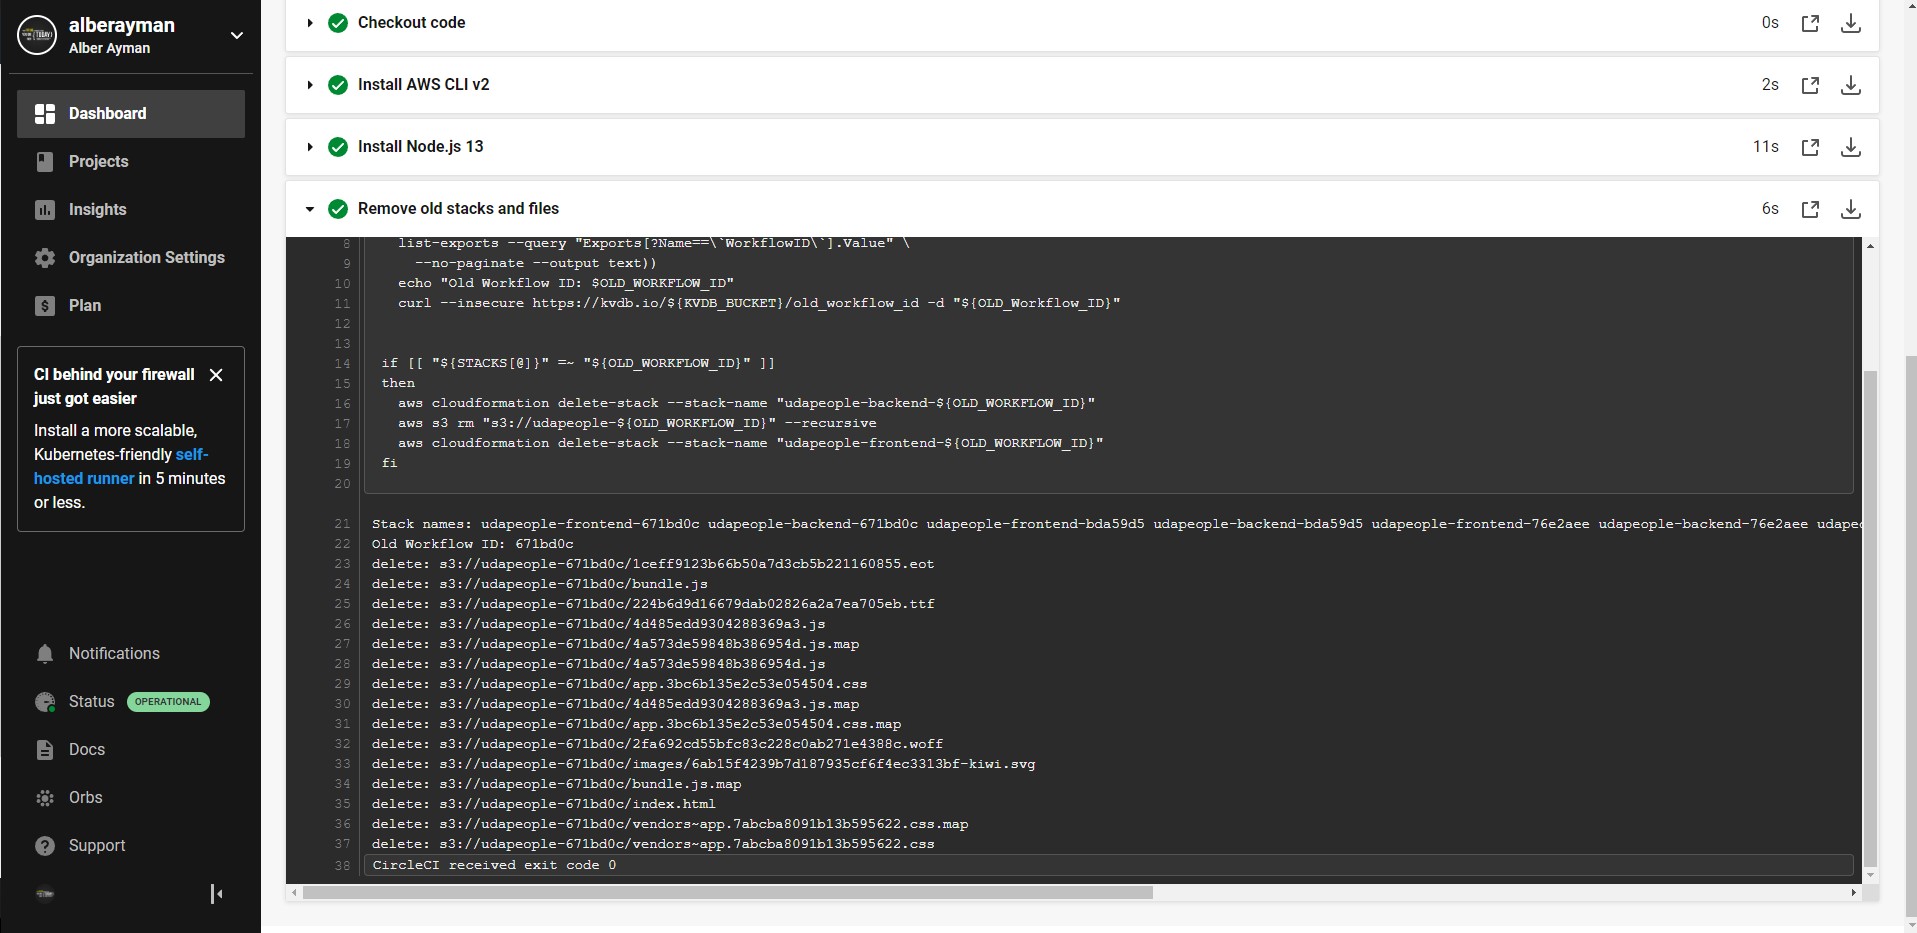 alberayman
Alber Ayman
Dashboard
Projects
Insights
Organization Settings
Plan
CI behind your firewall
just got easier
Install a more scalable,
Kubernetes-friendly self-
hosted runner in 5 minutes
or less.
Notifications
Status OPERATIONAL
Docs
Orbs
Support
Checkout code 0s
Install AWS CLI v2 2s
Install Node.js 13 11s
Remove old stacks and files 6s
8 list-exports --query "Exports[?Name==\`WorkflowID\`].Value" \
9 --no-paginate --output text))
10 echo "Old Workflow ID: $OLD_WORKFLOW_ID"
11 curl --insecure https://kvdb.io/${KVDB_BUCKET}/old_workflow_id -d "${OLD_Workflow_ID}"
12
13
14 if [[ "${STACKS[@]}" =~ "${OLD_WORKFLOW_ID}" ]]
15 then
16 aws cloudformation delete-stack --stack-name "udapeople-backend-${OLD_WORKFLOW_ID}"
17 aws s3 rm "s3://udapeople-${OLD_WORKFLOW_ID}" --recursive
18 aws cloudformation delete-stack --stack-name "udapeople-frontend-${OLD_WORKFLOW_ID}"
19 fi
20
21 Stack names: udapeople-frontend-671bd0c udapeople-backend-671bd0c udapeople-frontend-bda59d5 udapeople-backend-bda59d5 udapeople-frontend-76e2aee udapeople-backend-76e2aee udapeo
22 Old Workflow ID: 671bd0c
23 delete: s3://udapeople-671bd0c/1ceff9123b66b50a7d3cb5b221160855.eot
24 delete: s3://udapeople-671bd0c/bundle.js
25 delete: s3://udapeople-671bd0c/224b6d9d16679dab02826a2a7ea705eb.ttf
26 delete: s3://udapeople-671bd0c/4d485edd9304288369a3.js
27 delete: s3://udapeople-671bd0c/4a573de59848b386954d.js.map
28 delete: s3://udapeople-671bd0c/4a573de59848b386954d.js
29 delete: s3://udapeople-671bd0c/app.3bc6b135e2c53e054504.css
30 delete: s3://udapeople-671bd0c/4d485edd9304288369a3.js.map
31 delete: s3://udapeople-671bd0c/app.3bc6b135e2c53e054504.css.map
32 delete: s3://udapeople-671bd0c/2fa692cd55bfc83c228c0ab271e4388c.woff
33 delete: s3://udapeople-671bd0c/images/6ab15f4239b7d187935cf6f4ec3313bf-kiwi.svg
34 delete: s3://udapeople-671bd0c/bundle.js.map
35 delete: s3://udapeople-671bd0c/index.html
36 delete: s3://udapeople-671bd0c/vendors~app.7abcba8091b13b595622.css.map
37 delete: s3://udapeople-671bd0c/vendors~app.7abcba8091b13b595622.css
38 CircleCI received exit code 0